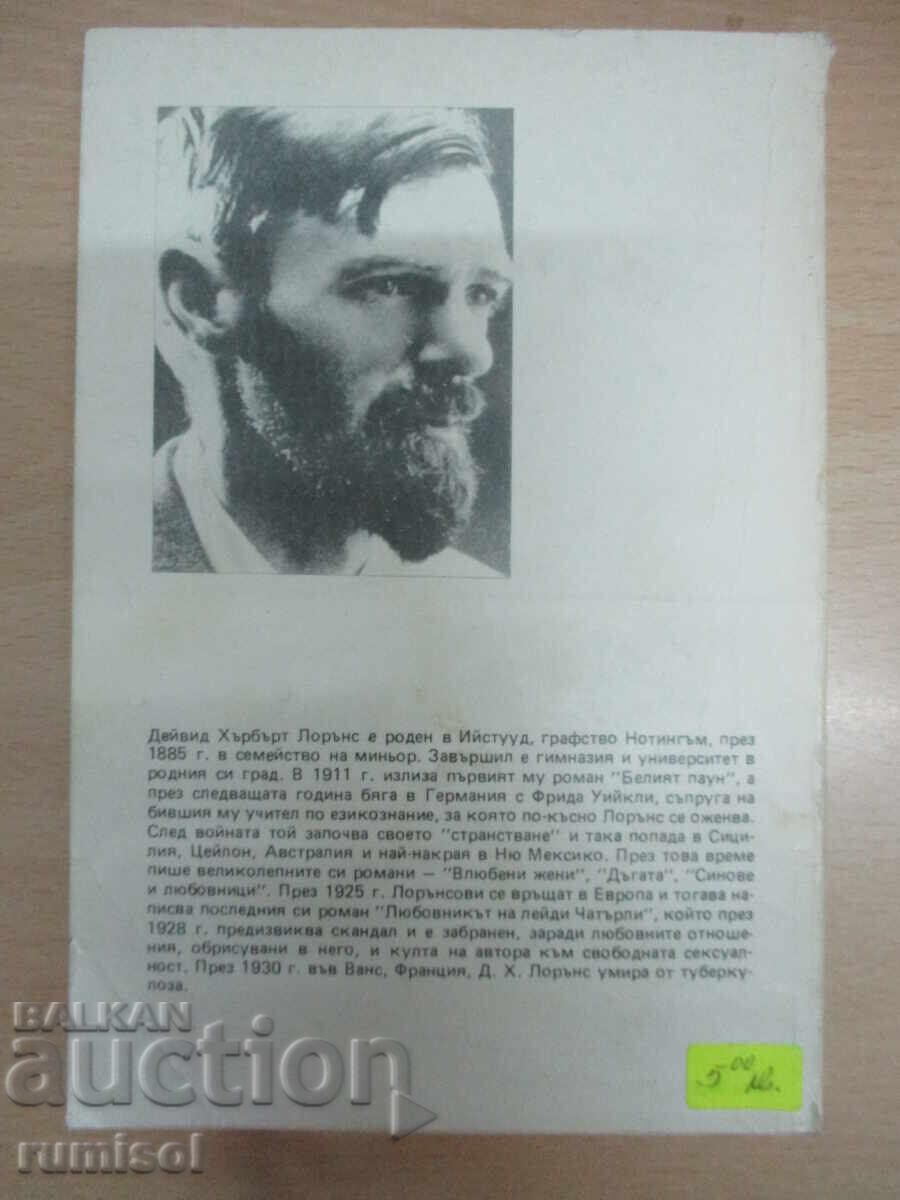 Дейвид Хърбърт Лорънс е роден в Ийстууд, графство Нотингъм, през
1885 г. в семейство на миньор. Завършил е гимназия и университет в
родния си град. В 1911 г. излиза първият му роман "Белият паун", а
през следващата година бяга в Германия с Фрида Уийкли, съпруга на
бившия му учител по езикознание, за която по-късно Лорънс се оженва.
След войната той започва своето "странстване" и така попада в Сици-
лия, Цейлон, Австралия и най-накрая в Ню Мексико. През това време
пише великолепните си романи — "Влюбени жени", "Дъгата", "Синове
и любовници". През 1925 г. Лорънсови се връщат в Европа и тогава на-
писва последния си роман "Любовникът на лейди Чатърли", който през
1928 г. предизвиква скандал и е забранен, заради любовните отноше-
ния, обрисувани в него, и култа на автора към свободната сексуал-
ност. През 1930 г. във Ванс, Франция, Д. Х. Лорънс умира от туберку-
лоза.
BALKAN
auction
rumisol
5 00 лв.